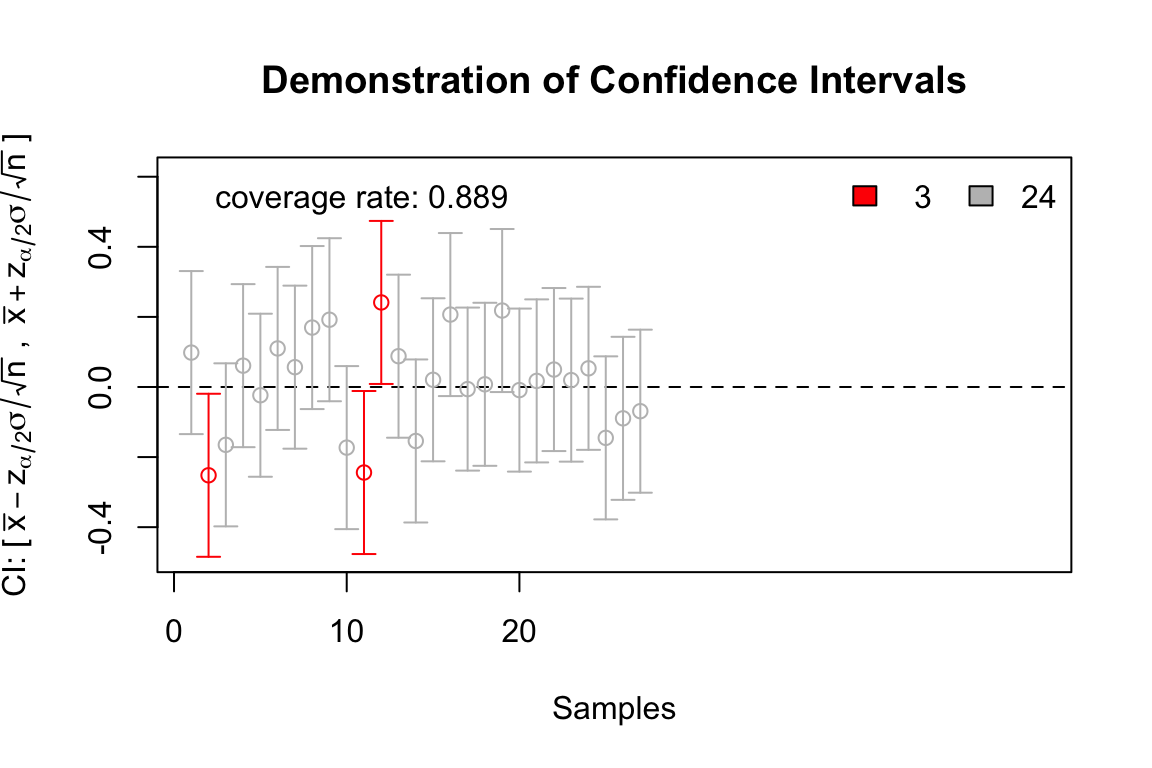 Demonstration of Confidence Intervals
CI: [ x̅ − zα/2σ/√n , x̅ + zα/2σ/√n ]
coverage rate: 0.889
3
24
0.4
0.0
-0.4
0 10 20
Samples